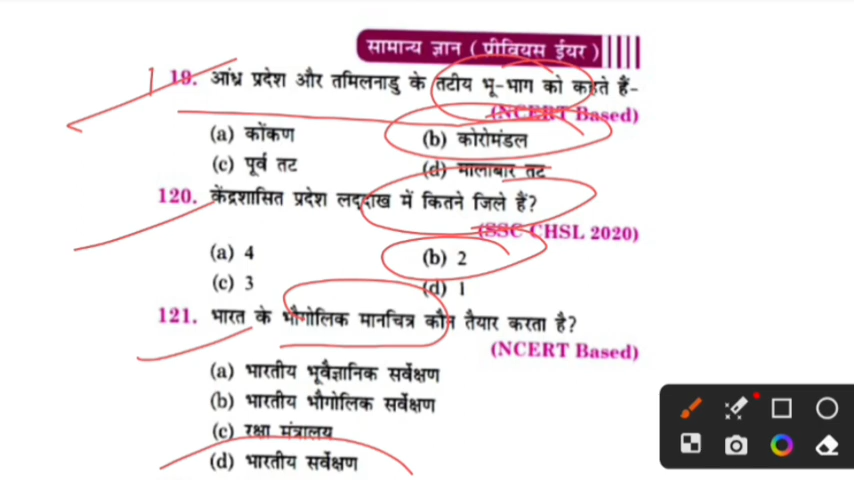 सामान्य ज्ञान ( प्रीवियस ईयर )
119. आंध्र प्रदेश और तमिलनाडु के तटीय भू-भाग को कहते हैं-
(NCERT Based)
(a) कोंकण (b) कोरोमंडल
(c) पूर्व तट (d) मालाबार तट
120. केंद्रशासित प्रदेश लद्दाख में कितने जिले हैं?
(SSC CHSL 2020)
(a) 4 (b) 2
(c) 3 (d) 1
121. भारत के भौगोलिक मानचित्र कौन तैयार करता है?
(NCERT Based)
(a) भारतीय भूवैज्ञानिक सर्वेक्षण
(b) भारतीय भौगोलिक सर्वेक्षण
(c) रक्षा मंत्रालय
(d) भारतीय सर्वेक्षण